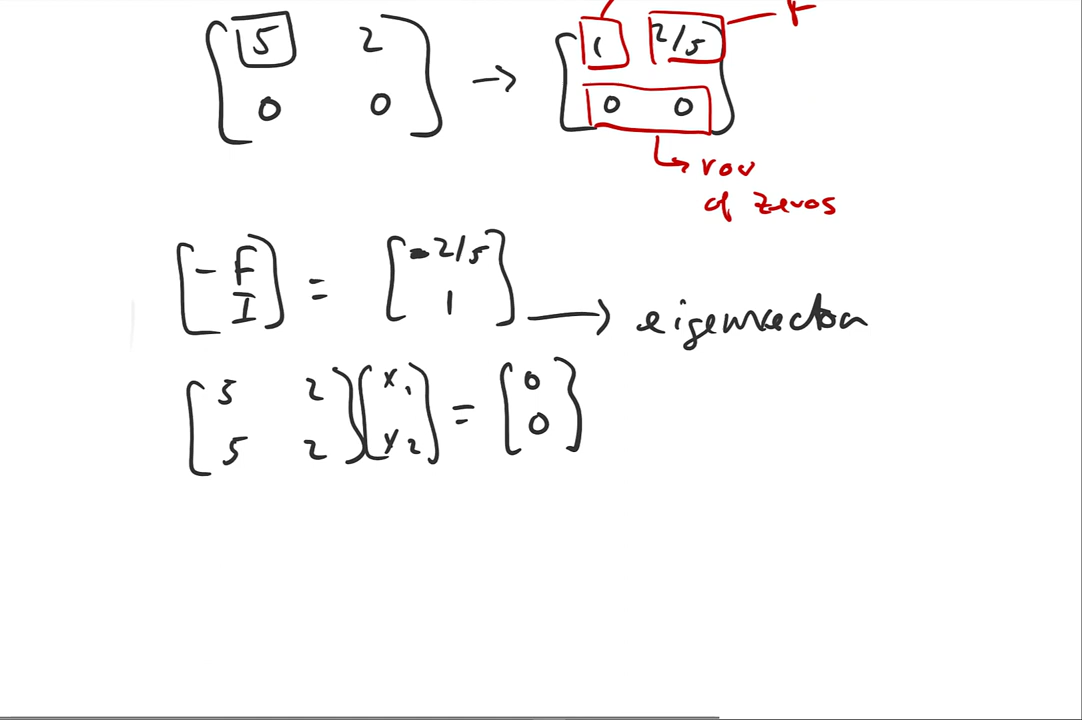 [5 2; 0 0] → [1 2/5; 0 0]
row
of zeros
[-F; I] = [-2/5; 1] → eigenvector
[5 2; 5 2] [x₁; x₂] = [0; 0]